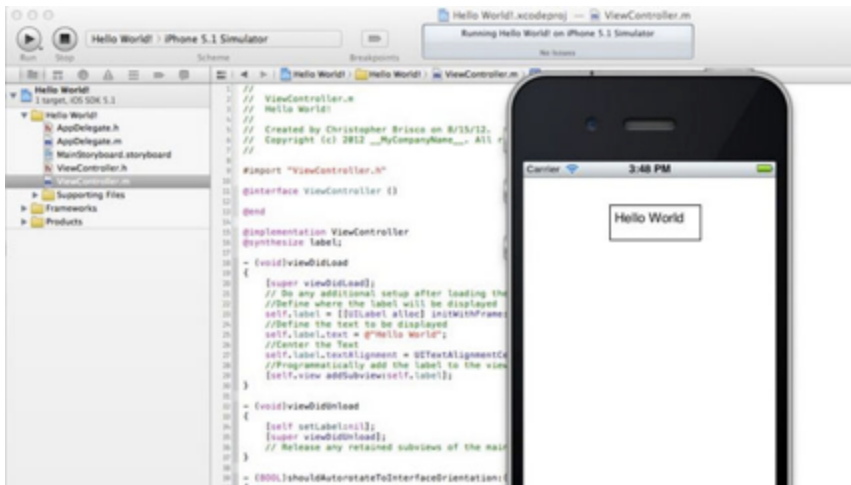 Hello World!.xcodeproj — ViewController.m
Hello World! iPhone 5.1 Simulator
Running Hello World! on iPhone 5.1 Simulator
No Issues
Run Stop Scheme Breakpoints
Hello World! Hello World! ViewController.m
Hello World!
1 target, iOS SDK 5.1
Hello World!
AppDelegate.h
AppDelegate.m
MainStoryboard.storyboard
ViewController.h
ViewController.m
Supporting Files
Frameworks
Products
//
// ViewController.m
// Hello World!
//
// Created by Christopher Brisco on 8/15/12.
// Copyright (c) 2012 __MyCompanyName__. All r
//
#import "ViewController.h"
@interface ViewController ()
@end
@implementation ViewController
@synthesize label;
- (void)viewDidLoad
{
[super viewDidLoad];
// Do any additional setup after loading the
//Define where the label will be displayed
self.label = [[UILabel alloc] initWithFrame:
//Define the text to be displayed
self.label.text = @"Hello World";
//Center the Text
self.label.textAlignment = UITextAlignmentCe
//Programmatically add the label to the view
[self.view addSubview:self.label];
}
- (void)viewDidUnload
{
[self setLabel:nil];
[super viewDidUnload];
// Release any retained subviews of the main
}
- (BOOL)shouldAutorotateToInterfaceOrientation:(
Carrier 3:48 PM
Hello World